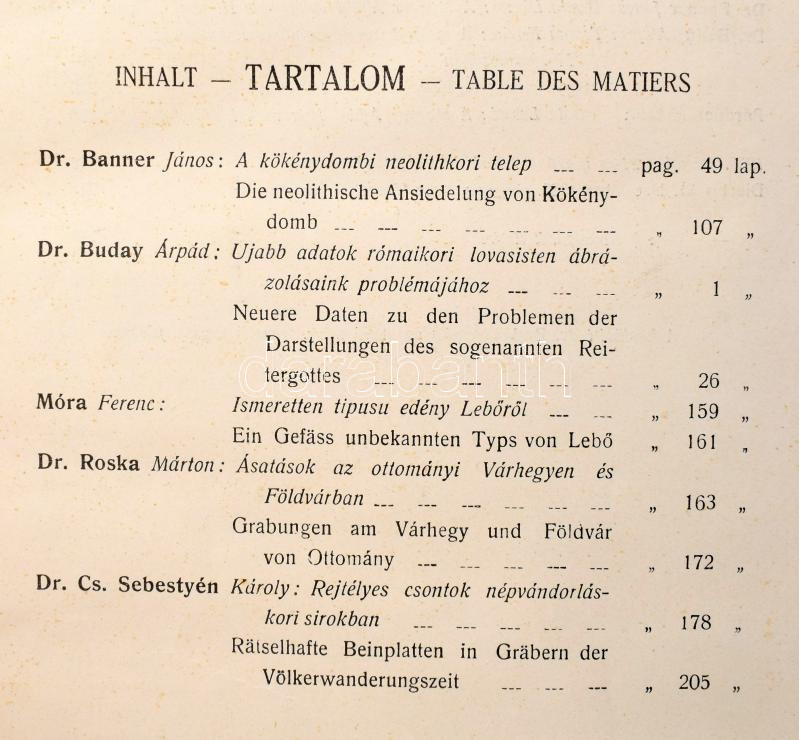 INHALT — TARTALOM — TABLE DES MATIERS
Dr. Banner János: A kökénydombi neolithkori telep --- --- pag. 49 lap.
Die neolithische Ansiedelung von Kökény-
domb --- --- --- --- --- --- --- „ 107 „
Dr. Buday Árpád: Ujabb adatok rómaikori lovasisten ábrá-
zolásaink problémájához --- --- --- „ 1 „
Neuere Daten zu den Problemen der
Darstellungen des sogenannten Rei-
tergottes --- --- --- --- --- --- „ 26 „
Móra Ferenc: Ismeretten tipusu edény Lebőről --- --- „ 159 „
Ein Gefäss unbekannten Typs von Lebő „ 161 „
Dr. Roska Márton: Ásatások az ottományi Várhegyen és
Földvárban --- --- --- --- --- --- „ 163 „
Grabungen am Várhegy und Földvár
von Ottomány --- --- --- --- --- „ 172 „
Dr. Cs. Sebestyén Károly: Rejtélyes csontok népvándorlás-
kori sirokban --- --- --- --- --- „ 178 „
Rätselhafte Beinplatten in Gräbern der
Völkerwanderungszeit --- --- --- „ 205 „
darabanth